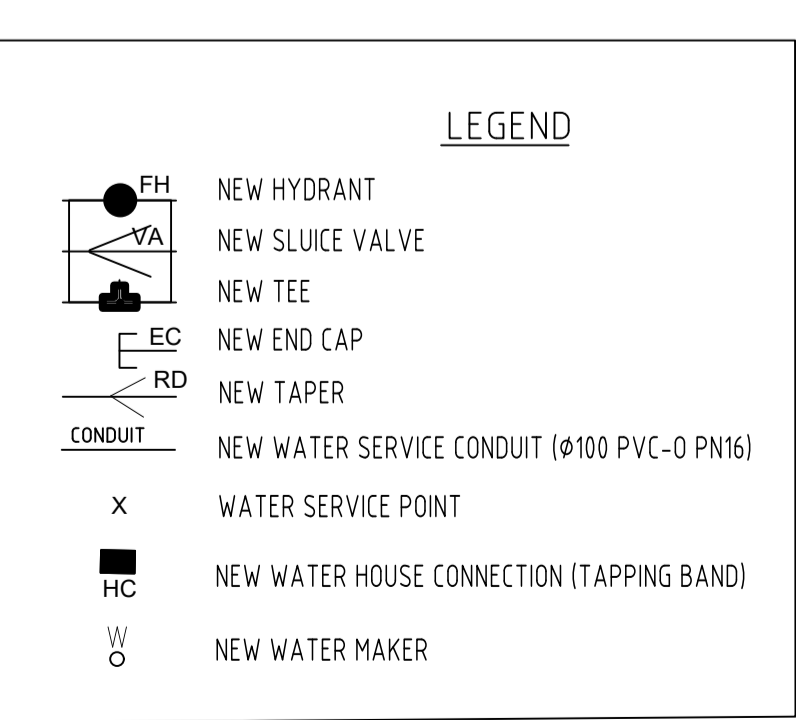 LEGEND
FH NEW HYDRANT
VA NEW SLUICE VALVE
NEW TEE
EC NEW END CAP
RD NEW TAPER
CONDUIT NEW WATER SERVICE CONDUIT (Ø100 PVC-O PN16)
X WATER SERVICE POINT
HC NEW WATER HOUSE CONNECTION (TAPPING BAND)
W NEW WATER MAKER